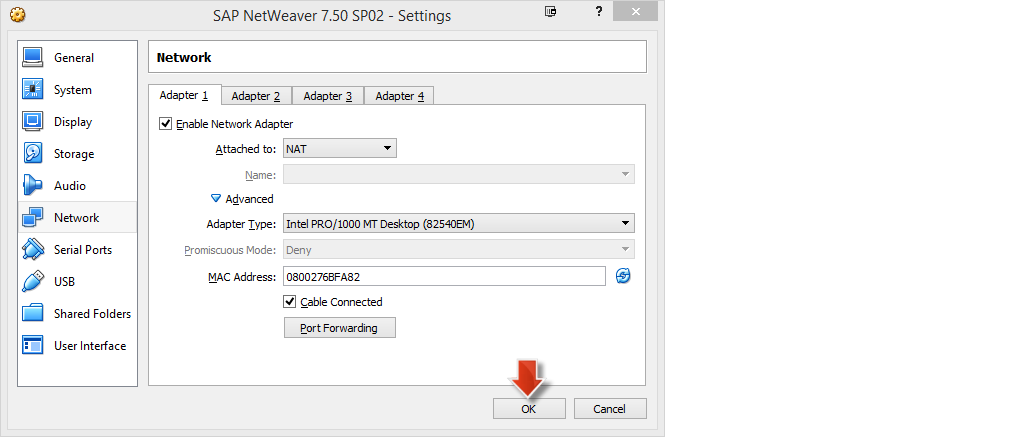 SAP NetWeaver 7.50 SP02 - Settings
?
General
System
Display
Storage
Audio
Network
Serial Ports
USB
Shared Folders
User Interface
Network
Adapter 1 Adapter 2 Adapter 3 Adapter 4
Enable Network Adapter
Attached to: NAT
Name:
Advanced
Adapter Type: Intel PRO/1000 MT Desktop (82540EM)
Promiscuous Mode: Deny
MAC Address: 0800276BFA82
Cable Connected
Port Forwarding
OK Cancel